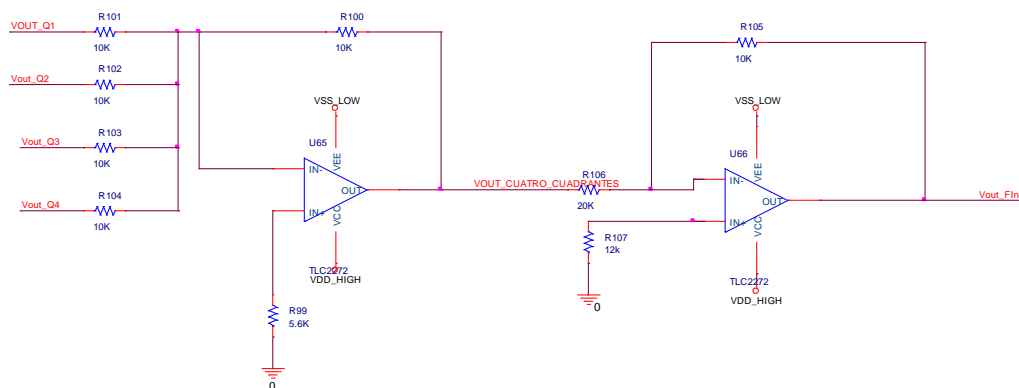 VOUT_Q1
R101
10K
R100
10K
R105
10K
Vout_Q2
R102
10K
VSS_LOW
VSS_LOW
Vout_Q3
R103
10K
U65
VEE
IN-
OUT
IN+
VCC
TLC2272
VDD_HIGH
U66
VEE
IN-
OUT
IN+
VCC
TLC2272
VDD_HIGH
VOUT_CUATRO_CUADRANTES
R106
20K
Vout_FIn
Vout_Q4
R104
10K
R107
12k
0
R99
5.6K
0